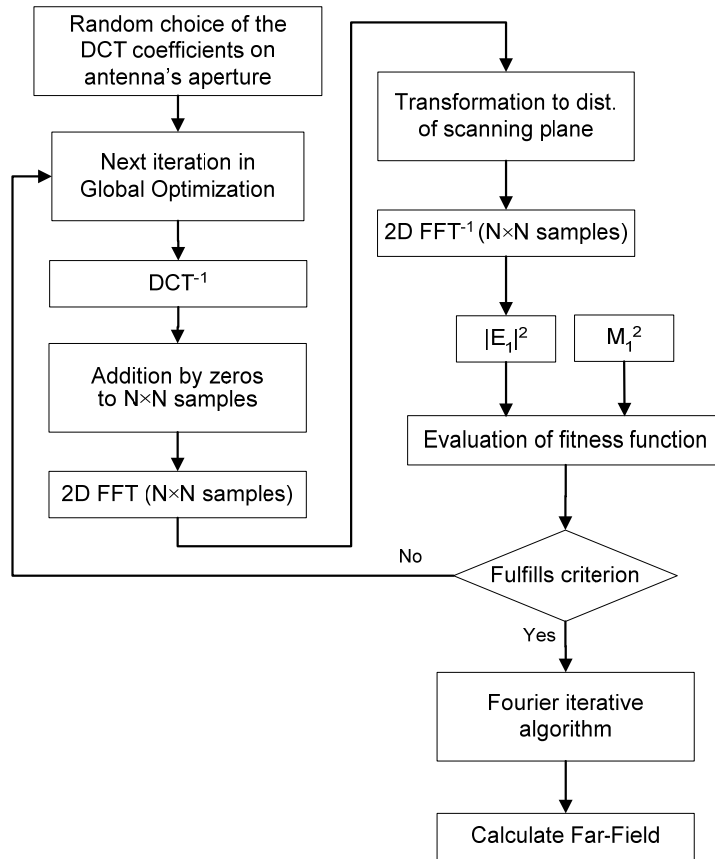 Random choice of the
DCT coefficients on
antenna's aperture
Next iteration in
Global Optimization
DCT⁻¹
Addition by zeros
to N×N samples
2D FFT (N×N samples)
Transformation to dist.
of scanning plane
2D FFT⁻¹ (N×N samples)
|E₁|²
M₁²
Evaluation of fitness function
Fulfills criterion
No
Yes
Fourier iterative
algorithm
Calculate Far-Field